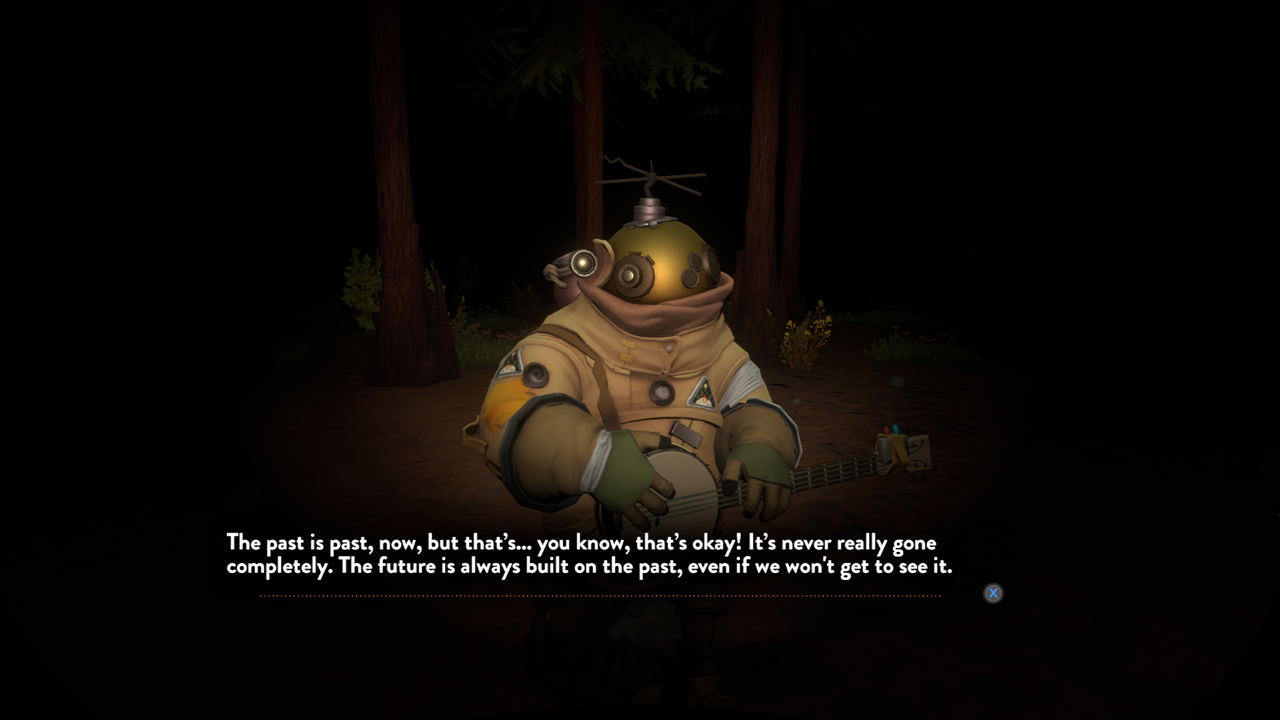 The past is past, now, but that's... you know, that's okay! It's never really gone
completely. The future is always built on the past, even if we won't get to see it.
X